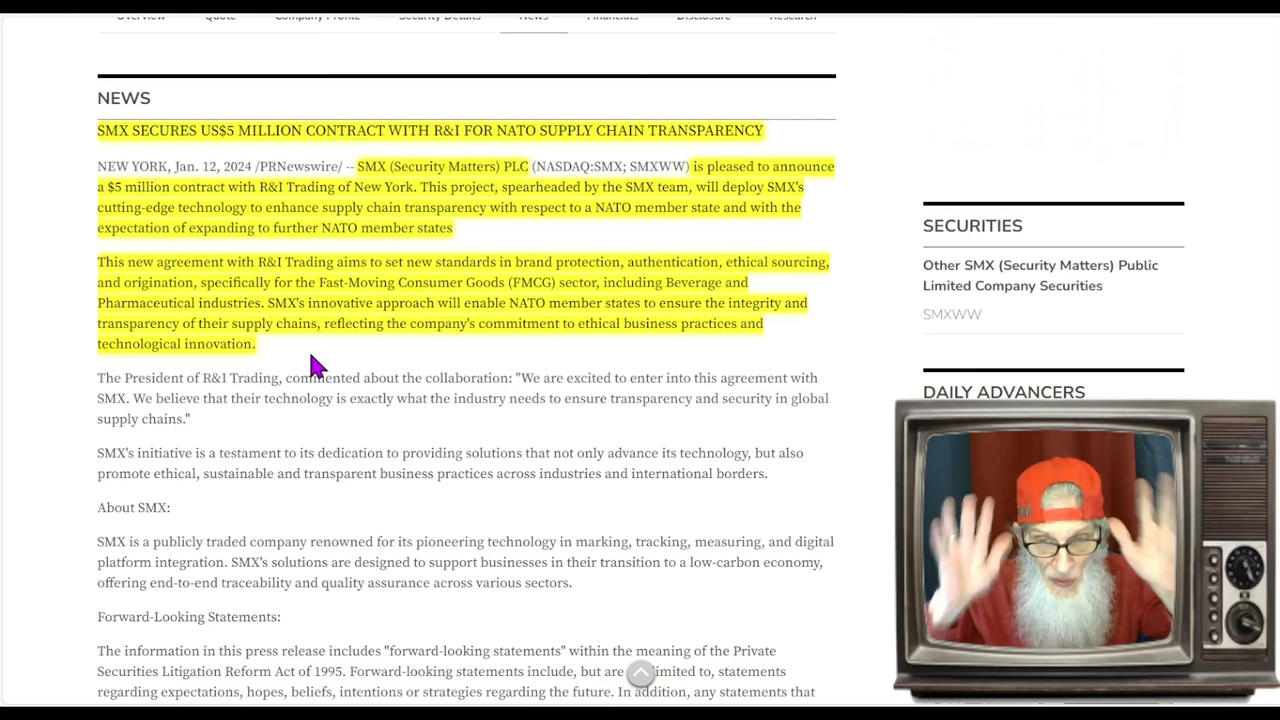 Overview Quote Company Profile Security Details News Financials Disclosure Research
NEWS
SMX SECURES US$5 MILLION CONTRACT WITH R&I FOR NATO SUPPLY CHAIN TRANSPARENCY
NEW YORK, Jan. 12, 2024 /PRNewswire/ -- SMX (Security Matters) PLC (NASDAQ:SMX; SMXWW) is pleased to announce
a $5 million contract with R&I Trading of New York. This project, spearheaded by the SMX team, will deploy SMX's
cutting-edge technology to enhance supply chain transparency with respect to a NATO member state and with the
expectation of expanding to further NATO member states
This new agreement with R&I Trading aims to set new standards in brand protection, authentication, ethical sourcing,
and origination, specifically for the Fast-Moving Consumer Goods (FMCG) sector, including Beverage and
Pharmaceutical industries. SMX's innovative approach will enable NATO member states to ensure the integrity and
transparency of their supply chains, reflecting the company's commitment to ethical business practices and
technological innovation.
The President of R&I Trading, commented about the collaboration: "We are excited to enter into this agreement with
SMX. We believe that their technology is exactly what the industry needs to ensure transparency and security in global
supply chains."
SMX's initiative is a testament to its dedication to providing solutions that not only advance its technology, but also
promote ethical, sustainable and transparent business practices across industries and international borders.
About SMX:
SMX is a publicly traded company renowned for its pioneering technology in marking, tracking, measuring, and digital
platform integration. SMX's solutions are designed to support businesses in their transition to a low-carbon economy,
offering end-to-end traceability and quality assurance across various sectors.
Forward-Looking Statements:
The information in this press release includes "forward-looking statements" within the meaning of the Private
Securities Litigation Reform Act of 1995. Forward-looking statements include, but are limited to, statements
regarding expectations, hopes, beliefs, intentions or strategies regarding the future. In addition, any statements that
SECURITIES
Other SMX (Security Matters) Public
Limited Company Securities
SMXWW
DAILY ADVANCERS